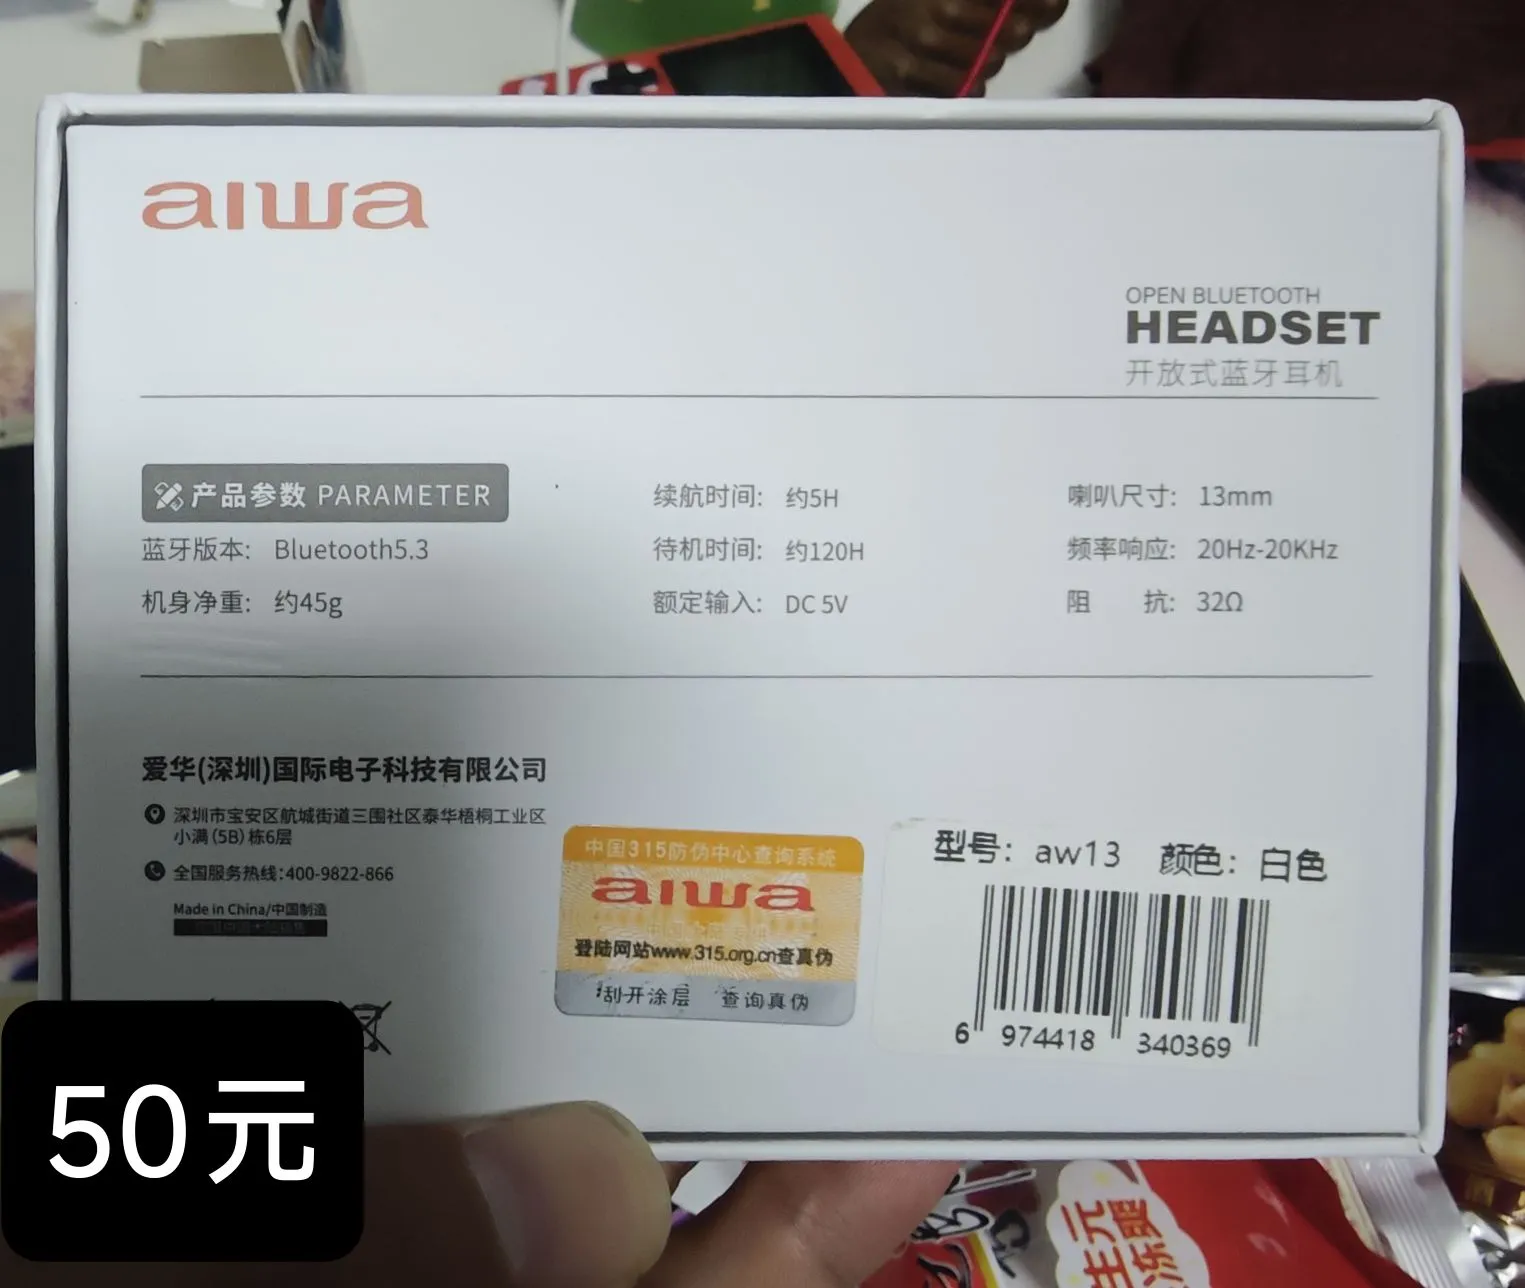 aiwa
OPEN BLUETOOTH
HEADSET
开放式蓝牙耳机
产品参数 PARAMETER
蓝牙版本: Bluetooth5.3
机身净重: 约45g
续航时间: 约5H
待机时间: 约120H
额定输入: DC 5V
喇叭尺寸: 13mm
频率响应: 20Hz-20KHz
阻 抗: 32Ω
爱华(深圳)国际电子科技有限公司
深圳市宝安区航城街道三围社区泰华梧桐工业区
小满(5B)栋6层
全国服务热线:400-9822-866
Made in China/中国制造
中国315防伪中心查询系统
aiwa
登陆网站www.315.org.cn查真伪
刮开涂层 查询真伪
型号: aw13 颜色: 白色
6 974418 340369
50元
生元
冻